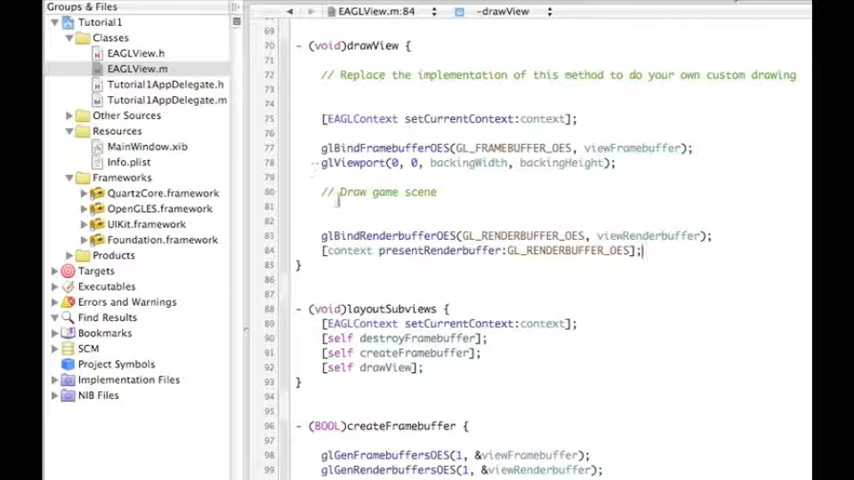 Groups & Files
EAGLView.m:84
-drawView
Tutorial1
Classes
EAGLView.h
EAGLView.m
Tutorial1AppDelegate.h
Tutorial1AppDelegate.m
Other Sources
Resources
MainWindow.xib
Info.plist
Frameworks
QuartzCore.framework
OpenGLES.framework
UIKit.framework
Foundation.framework
Products
Targets
Executables
Errors and Warnings
Find Results
Bookmarks
SCM
Project Symbols
Implementation Files
NIB Files
69
70 - (void)drawView {
71
72 // Replace the implementation of this method to do your own custom drawing
73
74
75 [EAGLContext setCurrentContext:context];
76
77 glBindFramebufferOES(GL_FRAMEBUFFER_OES, viewFramebuffer);
78 glViewport(0, 0, backingWidth, backingHeight);
79
80 // Draw game scene
81
82
83 glBindRenderbufferOES(GL_RENDERBUFFER_OES, viewRenderbuffer);
84 [context presentRenderbuffer:GL_RENDERBUFFER_OES];
85 }
86
87
88 - (void)layoutSubviews {
89 [EAGLContext setCurrentContext:context];
90 [self destroyFramebuffer];
91 [self createFramebuffer];
92 [self drawView];
93 }
94
95
96 - (BOOL)createFramebuffer {
97
98 glGenFramebuffersOES(1, &viewFramebuffer);
99 glGenRenderbuffersOES(1, &viewRenderbuffer);